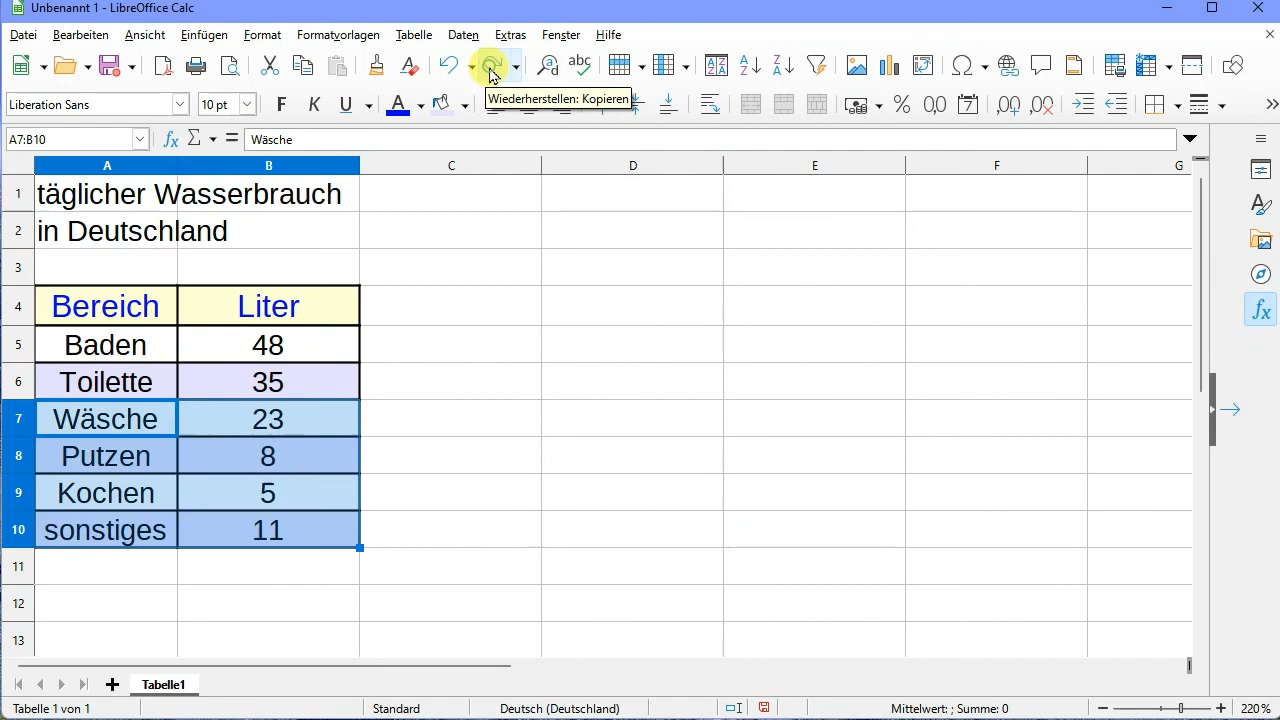 Unbenannt 1 - LibreOffice Calc
Datei Bearbeiten Ansicht Einfügen Format Formatvorlagen Tabelle Daten Extras Fenster Hilfe
Liberation Sans 10 pt F K U
Wiederherstellen: Kopieren
A7:B10 Wäsche
A B C D E F G
1 täglicher Wasserbrauch
2 in Deutschland
3
4 Bereich Liter
5 Baden 48
6 Toilette 35
7 Wäsche 23
8 Putzen 8
9 Kochen 5
10 sonstiges 11
11
12
13
Tabelle1
Tabelle 1 von 1 Standard Deutsch (Deutschland) Mittelwert: ; Summe: 0 220%